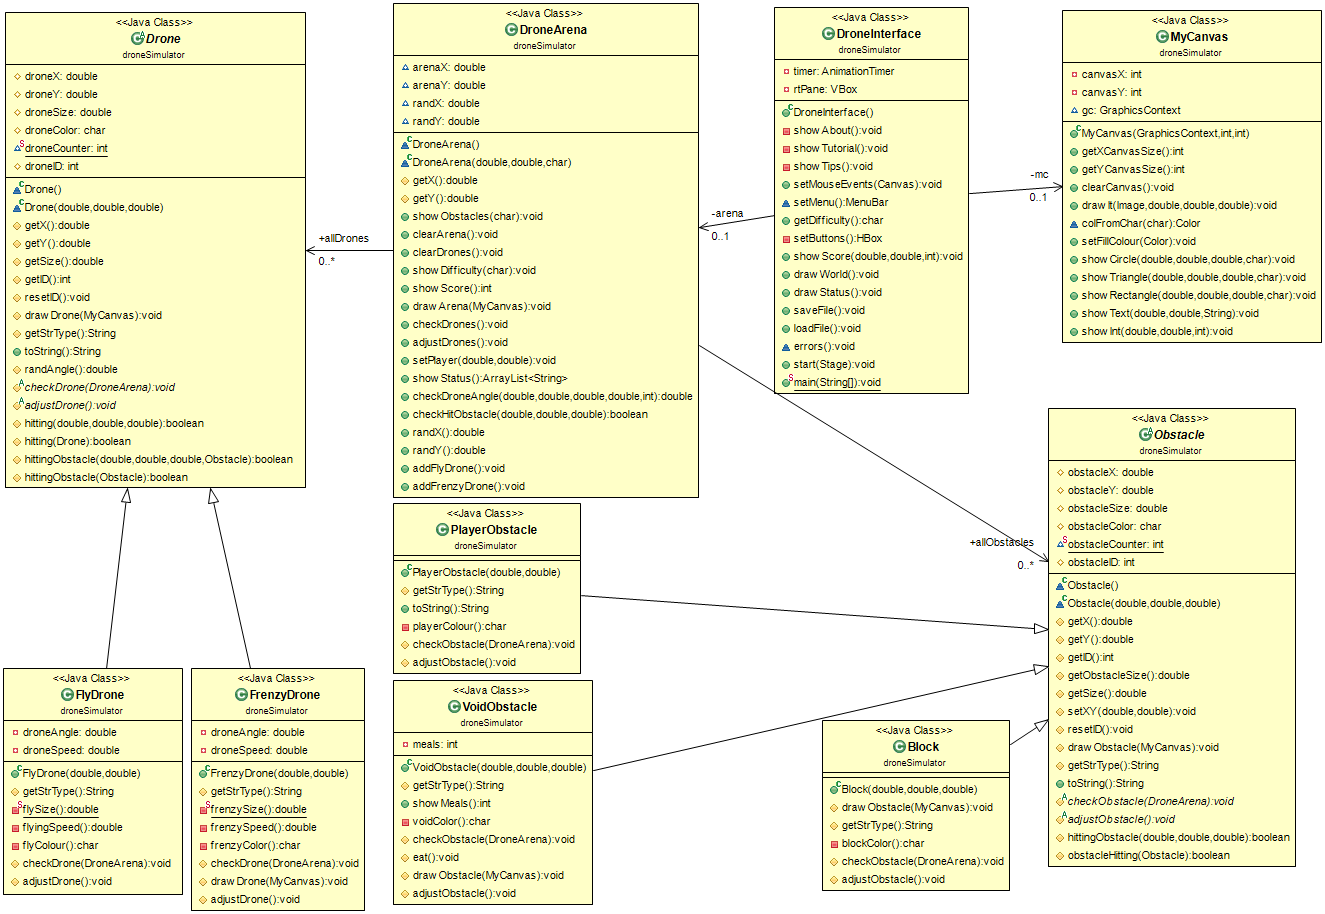 <<Java Class>>
Drone
droneSimulator
droneX: double
droneY: double
droneSize: double
droneColor: char
droneCounter: int
droneID: int
Drone()
Drone(double,double,double)
getX():double
getY():double
getSize():double
getID():int
resetID():void
draw Drone(MyCanvas):void
getStrType():String
toString():String
randAngle():double
checkDrone(DroneArena):void
adjustDrone():void
hitting(double,double,double):boolean
hitting(Drone):boolean
hittingObstacle(double,double,double,Obstacle):boolean
hittingObstacle(Obstacle):boolean
+allDrones
0..*
<<Java Class>>
DroneArena
droneSimulator
arenaX: double
arenaY: double
randX: double
randY: double
DroneArena()
DroneArena(double,double,char)
getX():double
getY():double
show Obstacles(char):void
clearArena():void
clearDrones():void
show Difficulty(char):void
show Score():int
draw Arena(MyCanvas):void
checkDrones():void
adjustDrones():void
setPlayer(double,double):void
show Status():ArrayList<String>
checkDroneAngle(double,double,double,double,int):double
checkHitObstacle(double,double,double):boolean
randX():double
randY():double
addFlyDrone():void
addFrenzyDrone():void
-arena
0..1
<<Java Class>>
DroneInterface
droneSimulator
timer: AnimationTimer
rtPane: VBox
DroneInterface()
show About():void
show Tutorial():void
show Tips():void
setMouseEvents(Canvas):void
setMenu():MenuBar
getDifficulty():char
setButtons():HBox
show Score(double,double,int):void
draw World():void
draw Status():void
saveFile():void
loadFile():void
errors():void
start(Stage):void
main(String[]):void
-mc
0..1
<<Java Class>>
MyCanvas
droneSimulator
canvasX: int
canvasY: int
gc: GraphicsContext
MyCanvas(GraphicsContext,int,int)
getXCanvasSize():int
getYCanvasSize():int
clearCanvas():void
draw It(Image,double,double,double):void
colFromChar(char):Color
setFillColour(Color):void
show Circle(double,double,double,char):void
show Triangle(double,double,double,char):void
show Rectangle(double,double,double,char):void
show Text(double,double,String):void
show Int(double,double,int):void
+allObstacles
0..*
<<Java Class>>
Obstacle
droneSimulator
obstacleX: double
obstacleY: double
obstacleSize: double
obstacleColor: char
obstacleCounter: int
obstacleID: int
Obstacle()
Obstacle(double,double,double)
getX():double
getY():double
getID():int
getObstacleSize():double
getSize():double
setXY(double,double):void
resetID():void
draw Obstacle(MyCanvas):void
getStrType():String
toString():String
checkObstacle(DroneArena):void
adjustObstacle():void
hittingObstacle(double,double,double):boolean
obstacleHitting(Obstacle):boolean
<<Java Class>>
PlayerObstacle
droneSimulator
PlayerObstacle(double,double)
getStrType():String
toString():String
playerColour():char
checkObstacle(DroneArena):void
adjustObstacle():void
<<Java Class>>
FlyDrone
droneSimulator
droneAngle: double
droneSpeed: double
FlyDrone(double,double)
getStrType():String
flySize():double
flyingSpeed():double
flyColour():char
checkDrone(DroneArena):void
adjustDrone():void
<<Java Class>>
FrenzyDrone
droneSimulator
droneAngle: double
droneSpeed: double
FrenzyDrone(double,double)
getStrType():String
frenzySize():double
frenzySpeed():double
frenzyColor():char
checkDrone(DroneArena):void
draw Drone(MyCanvas):void
adjustDrone():void
<<Java Class>>
VoidObstacle
droneSimulator
meals: int
VoidObstacle(double,double,double)
getStrType():String
show Meals():int
voidColor():char
checkObstacle(DroneArena):void
eat():void
draw Obstacle(MyCanvas):void
adjustObstacle():void
<<Java Class>>
Block
droneSimulator
Block(double,double,double)
draw Obstacle(MyCanvas):void
getStrType():String
blockColor():char
checkObstacle(DroneArena):void
adjustObstacle():void